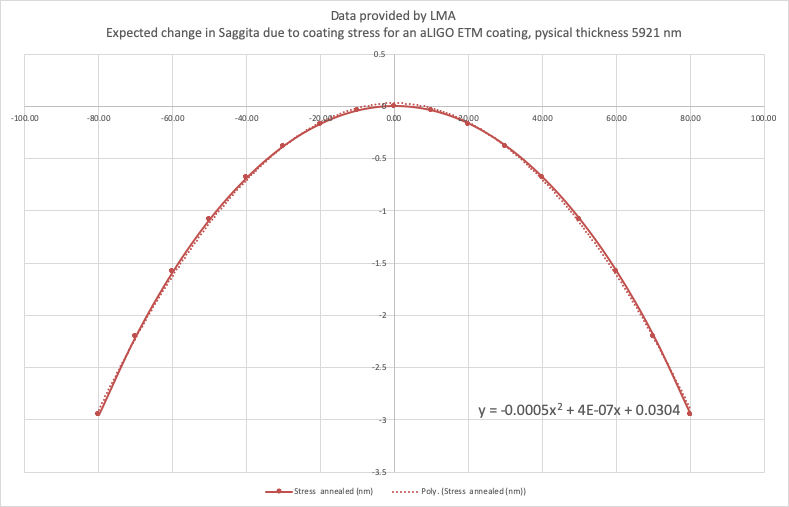 Data provided by LMA
Expected change in Saggita due to coating stress for an aLIGO ETM coating, pysical thickness 5921 nm
0.5
0
-100.00 -80.00 -60.00 -40.00 -20.00 0.00 20.00 40.00 60.00 80.00 100.00
-0.5
-1
-1.5
-2
-2.5
y = -0.0005x² + 4E-07x + 0.0304
-3
-3.5
Stress annealed (nm) Poly. (Stress annealed (nm))